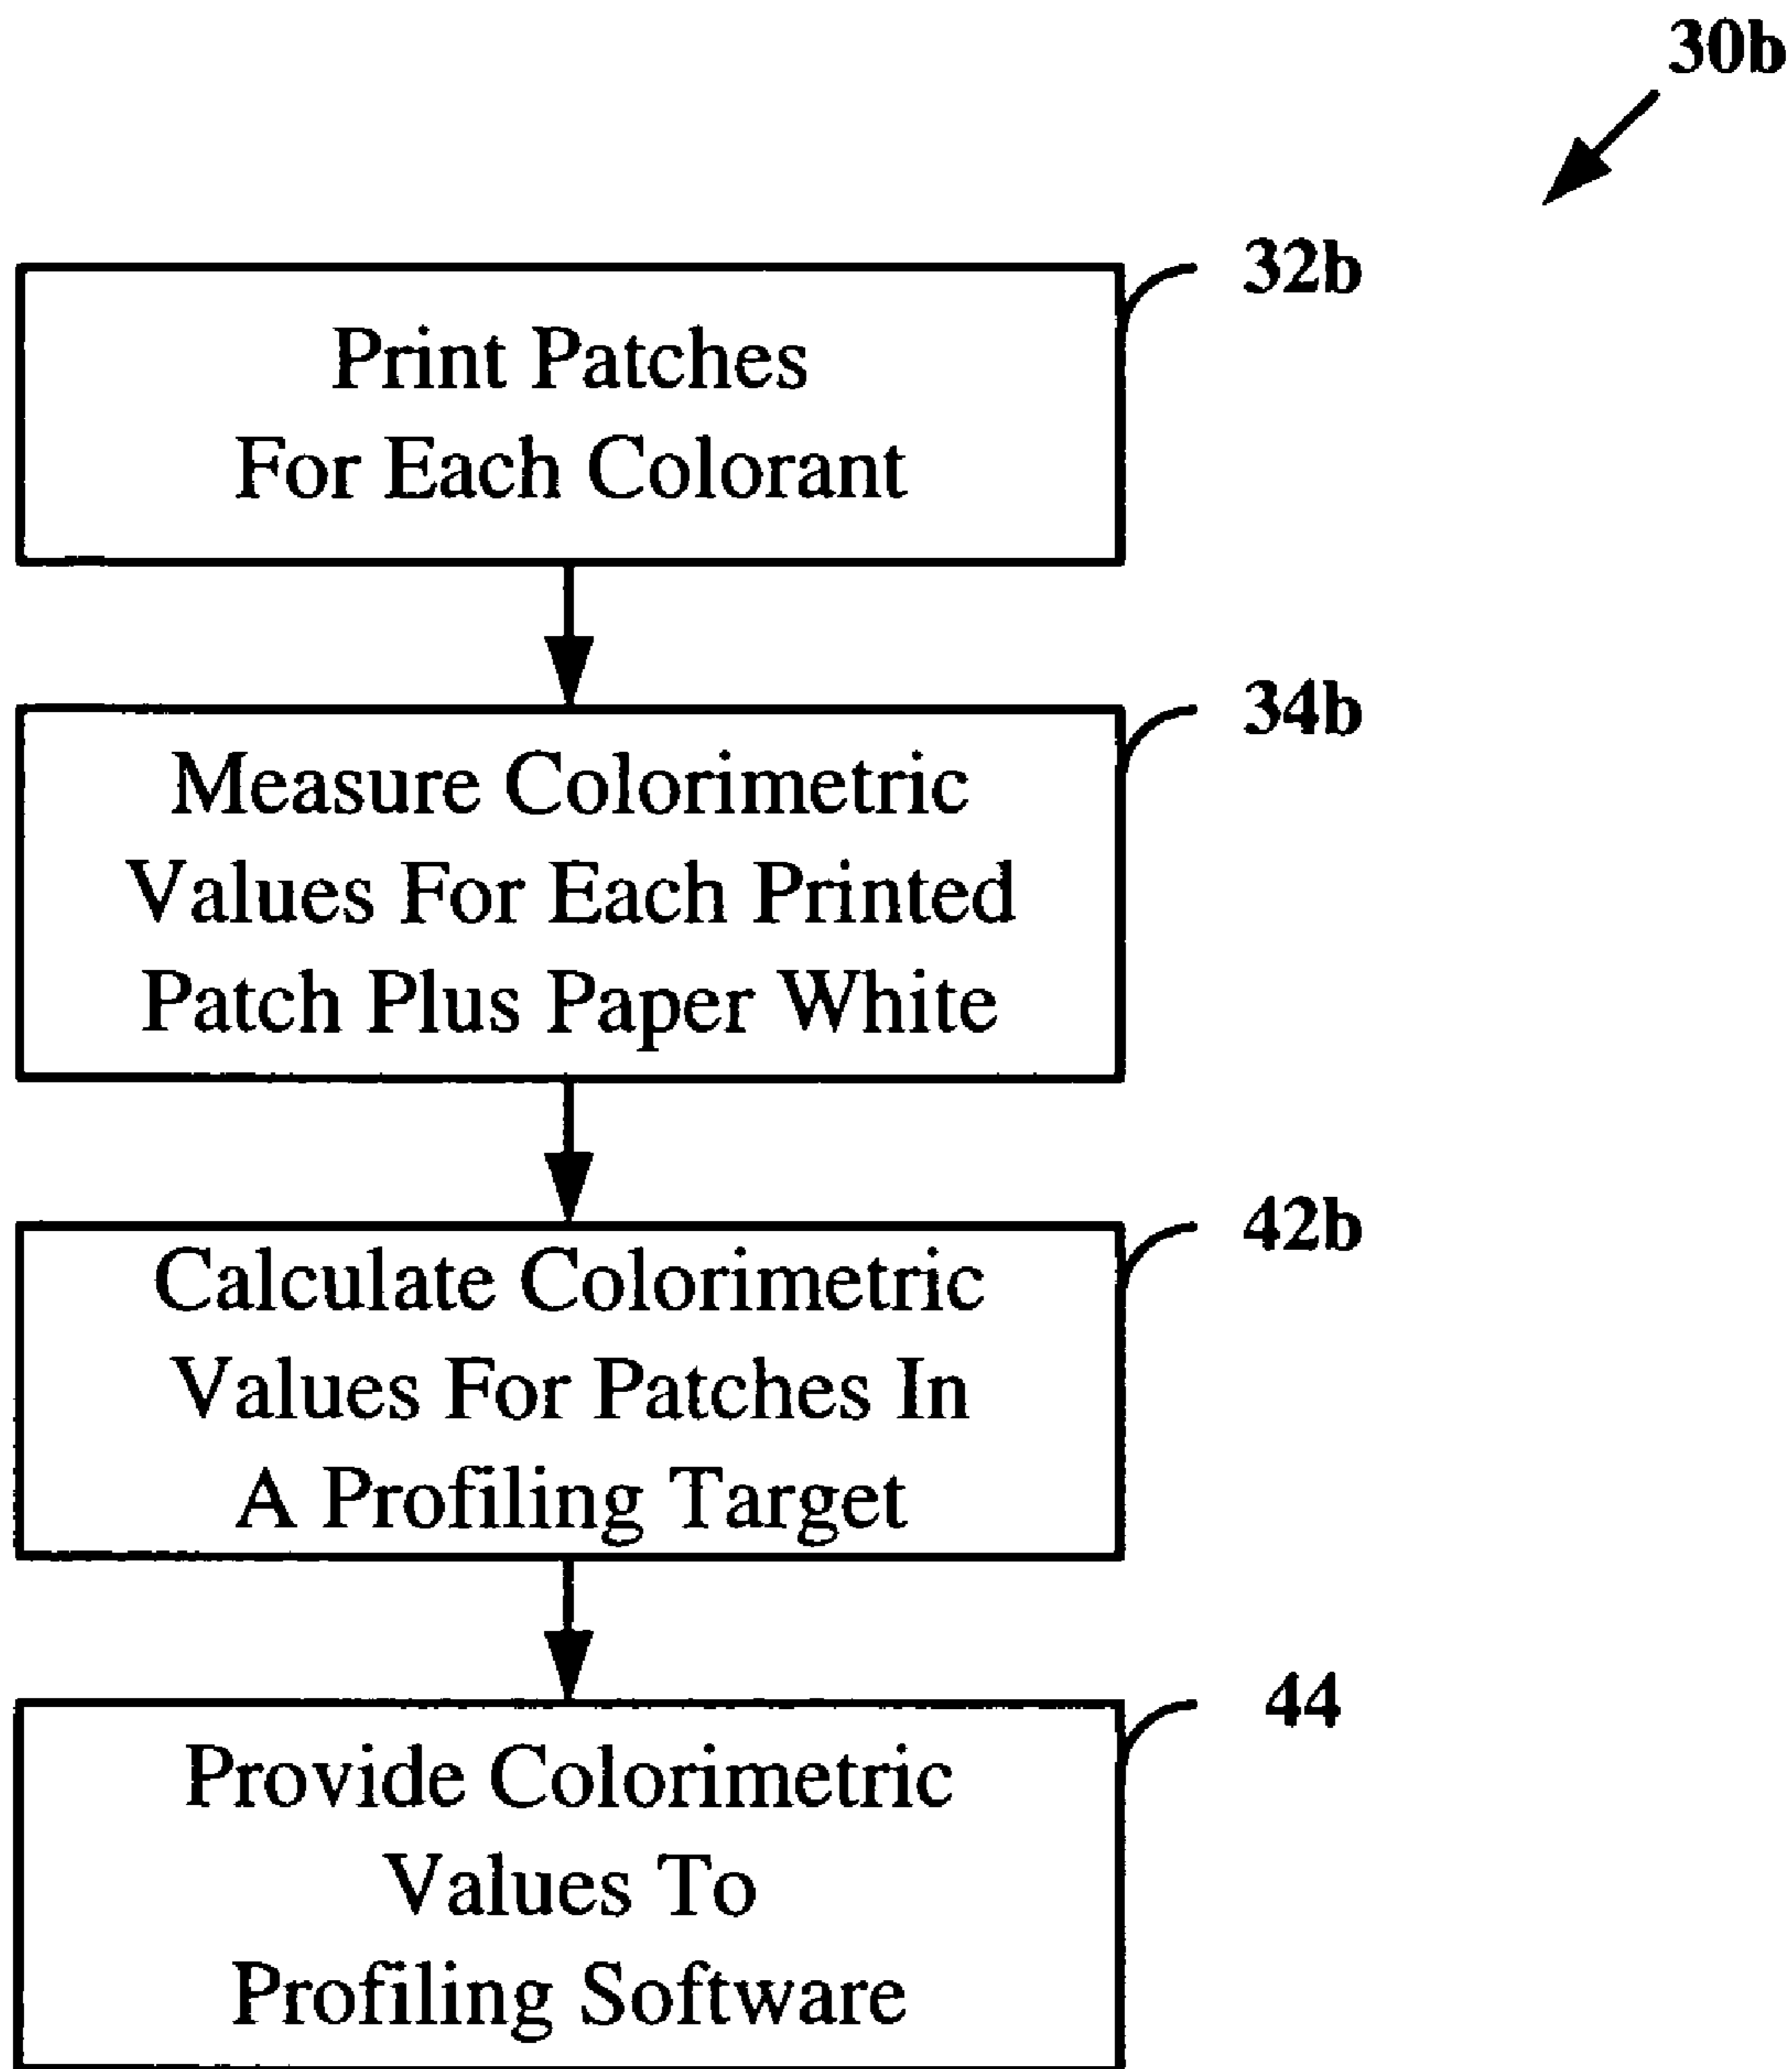 30b
32b
Print Patches
For Each Colorant
34b
Measure Colorimetric
Values For Each Printed
Patch Plus Paper White
42b
Calculate Colorimetric
Values For Patches In
A Profiling Target
44
Provide Colorimetric
Values To
Profiling Software